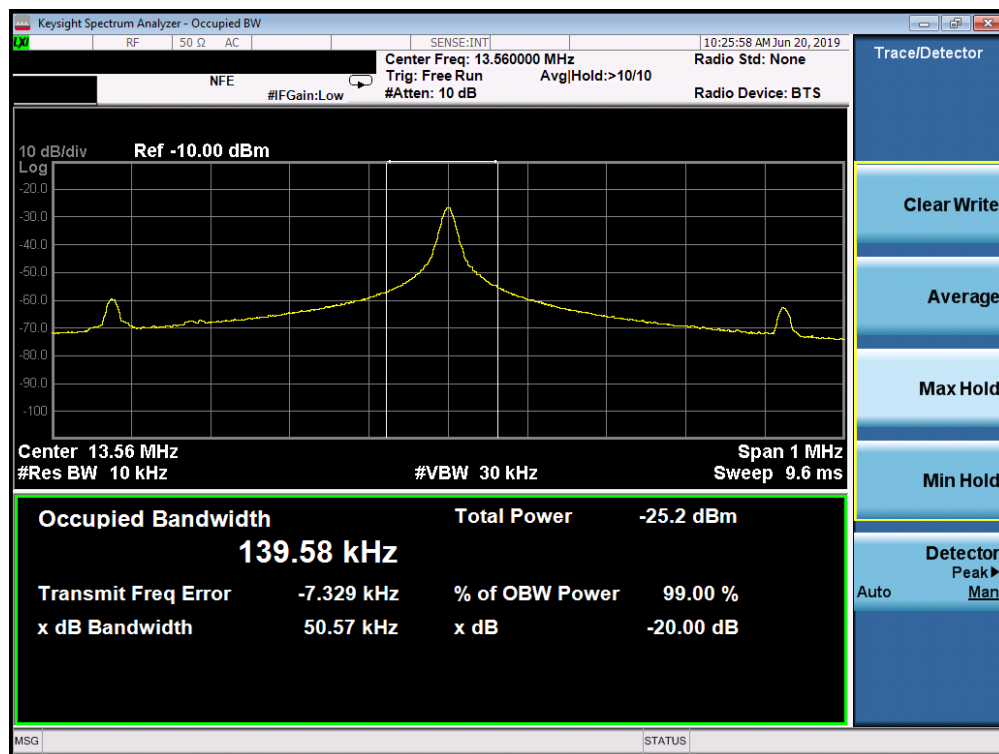 Keysight Spectrum Analyzer - Occupied BW
LXI RF 50 Ω AC SENSE:INT 10:25:58 AM Jun 20, 2019
Center Freq: 13.560000 MHz Radio Std: None
NFE Trig: Free Run Avg|Hold:>10/10
#IFGain:Low #Atten: 10 dB Radio Device: BTS
10 dB/div Ref -10.00 dBm
Log
-20.0
-30.0
-40.0
-50.0
-60.0
-70.0
-80.0
-90.0
-100
Center 13.56 MHz Span 1 MHz
#Res BW 10 kHz #VBW 30 kHz Sweep 9.6 ms
Occupied Bandwidth Total Power -25.2 dBm
139.58 kHz
Transmit Freq Error -7.329 kHz % of OBW Power 99.00 %
x dB Bandwidth 50.57 kHz x dB -20.00 dB
MSG STATUS
Trace/Detector
Clear Write
Average
Max Hold
Min Hold
Detector
Peak▶
Auto Man